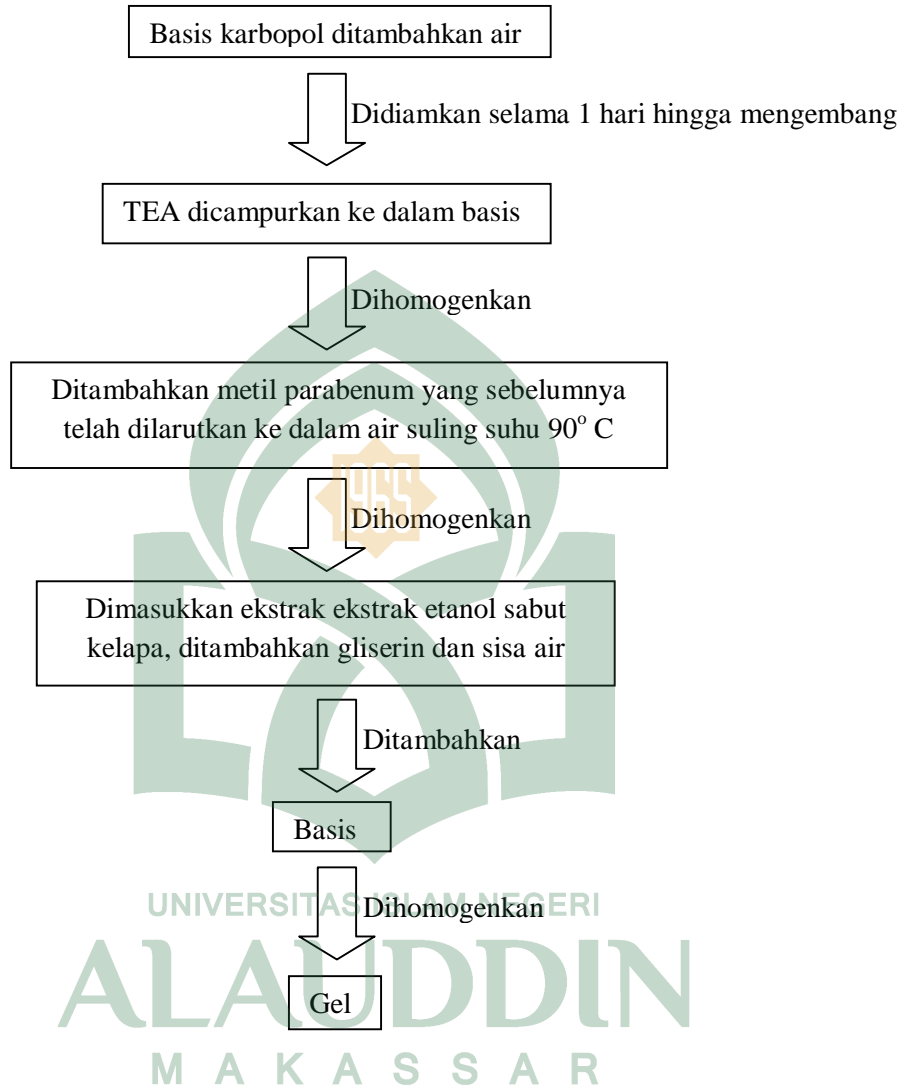 Basis karbopol ditambahkan air
Didiamkan selama 1 hari hingga mengembang
TEA dicampurkan ke dalam basis
Dihomogenkan
Ditambahkan metil parabenum yang sebelumnya
telah dilarutkan ke dalam air suling suhu 90° C
1965
Dihomogenkan
Dimasukkan ekstrak ekstrak etanol sabut
kelapa, ditambahkan gliserin dan sisa air
Ditambahkan
Basis
UNIVERSITAS ISLAM NEGERI
Dihomogenkan
ALAUDDIN
Gel
MAKASSAR